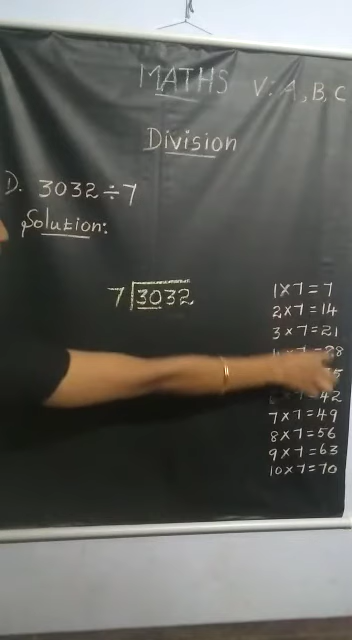 MATHS V: A, B, C
Division
D. 3032 ÷ 7
Solution:
7 3032
1 × 7 = 7
2 × 7 = 14
3 × 7 = 21
= 28
42
7 × 7 = 49
8 × 7 = 56
9 × 7 = 63
10 × 7 = 70